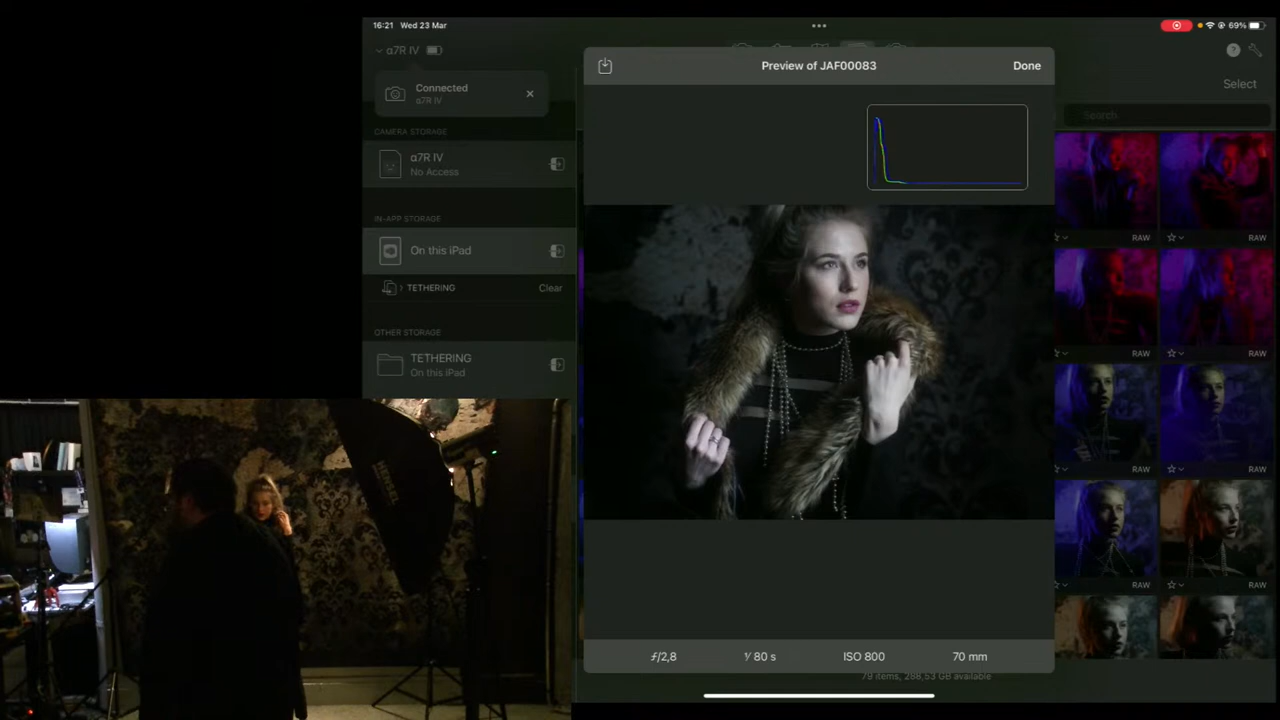 16:21 Wed 23 Mar
69%
α7R IV
Connected
α7R IV
CAMERA STORAGE
α7R IV
No Access
IN-APP STORAGE
On this iPad
TETHERING
Clear
OTHER STORAGE
TETHERING
On this iPad
Preview of JAF00083
Done
ƒ/2,8
1/80 s
ISO 800
70 mm
79 items, 286,53 GB available
Select
Search
RAW
RAW
RAW
RAW
RAW
RAW
RAW
RAW